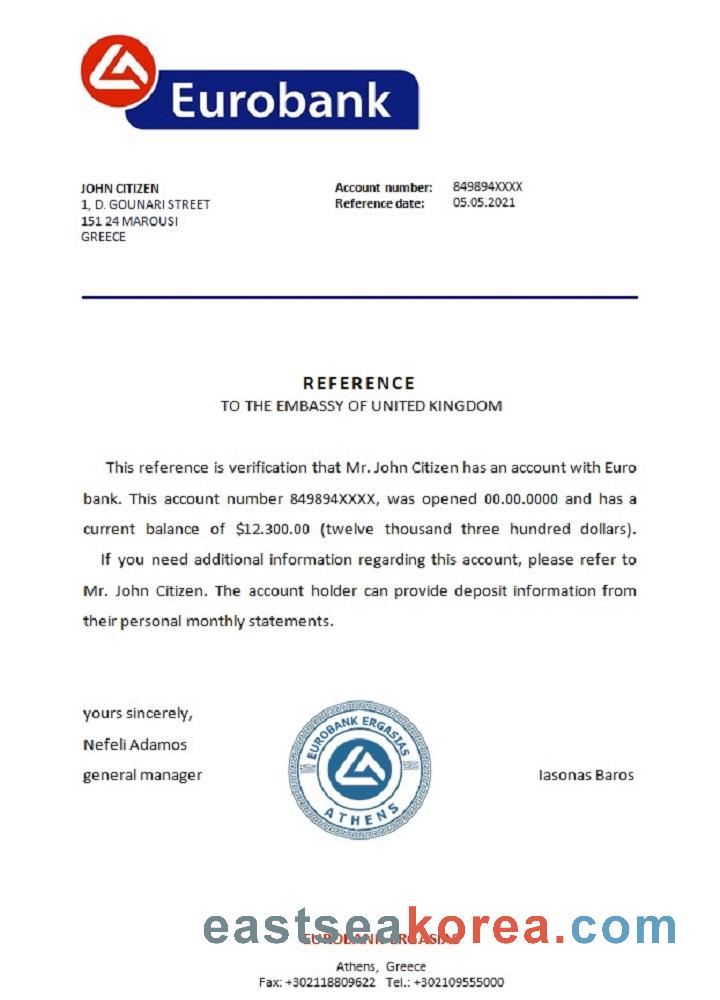 Eurobank
JOHN CITIZEN
1, D. GOUNARI STREET
151 24 MAROUSI
GREECE
Account number: 849894XXXX
Reference date: 05.05.2021
REFERENCE
TO THE EMBASSY OF UNITED KINGDOM
This reference is verification that Mr. John Citizen has an account with Euro
bank. This account number 849894XXXX, was opened 00.00.0000 and has a
current balance of $12.300.00 (twelve thousand three hundred dollars).
If you need additional information regarding this account, please refer to
Mr. John Citizen. The account holder can provide deposit information from
their personal monthly statements.
yours sincerely,
Nefeli Adamos
general manager
EUROBANK ERGASIAS
ATHENS
Iasonas Baros
eastseakorea.com
EUROBANK ERGASIAS
Athens, Greece
Fax: +302118809622 Tel.: +302109555000